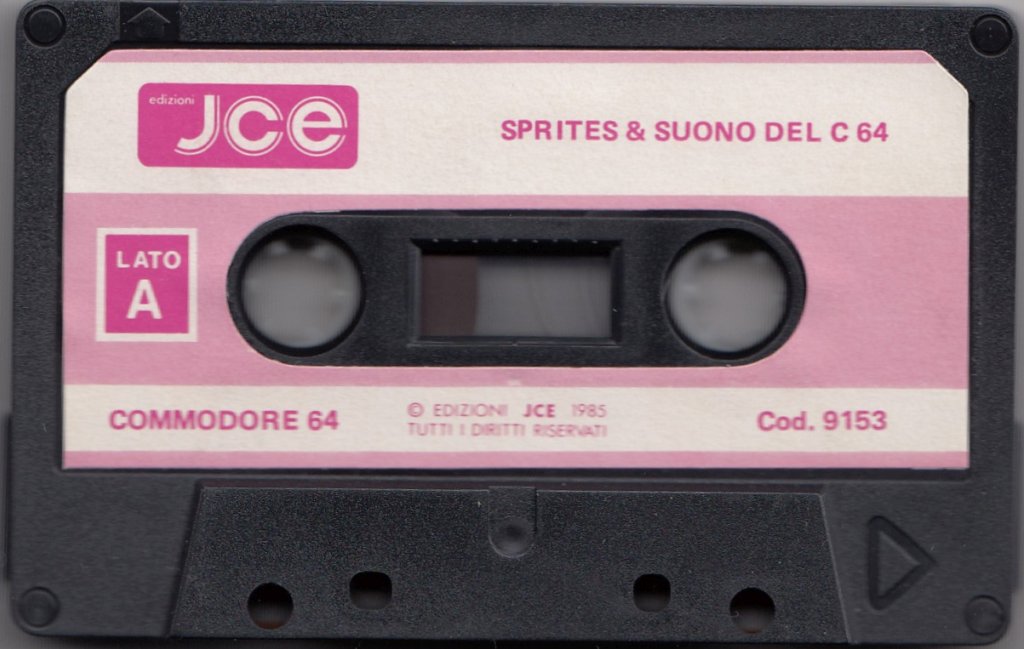 edizioni
JCE
SPRITES & SUONO DEL C 64
LATO
A
COMMODORE 64
© EDIZIONI JCE 1985
TUTTI I DIRITTI RISERVATI
Cod. 9153